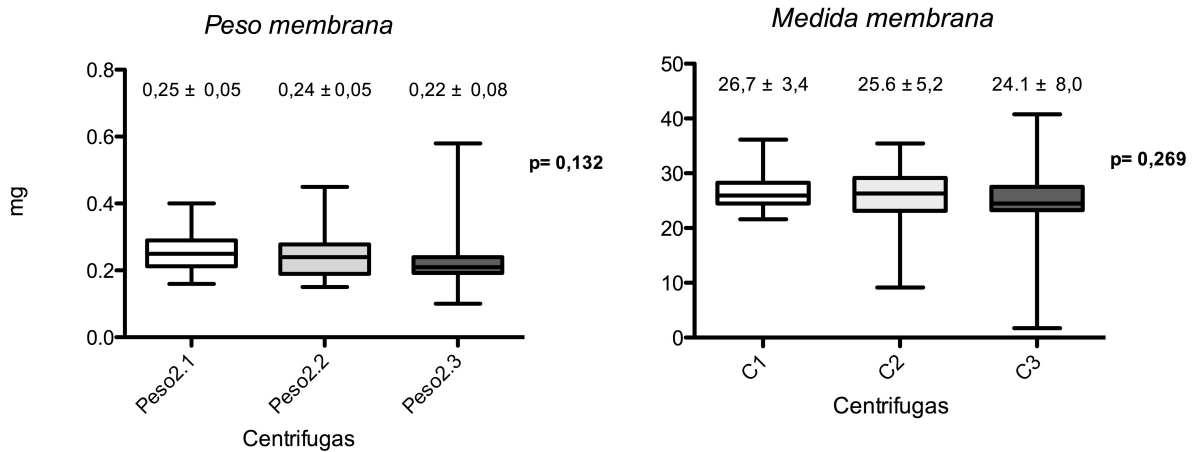 Peso membrana
0.8
0.6
0.4
0.2
0.0
mg
0,25 ± 0,05
0,24 ± 0,05
0,22 ± 0,08
p= 0,132
Peso2.1
Peso2.2
Peso2.3
Centrifugas
Medida membrana
50
40
30
20
10
0
26,7 ± 3,4
25.6 ± 5,2
24.1 ± 8,0
p= 0,269
C1
C2
C3
Centrifugas